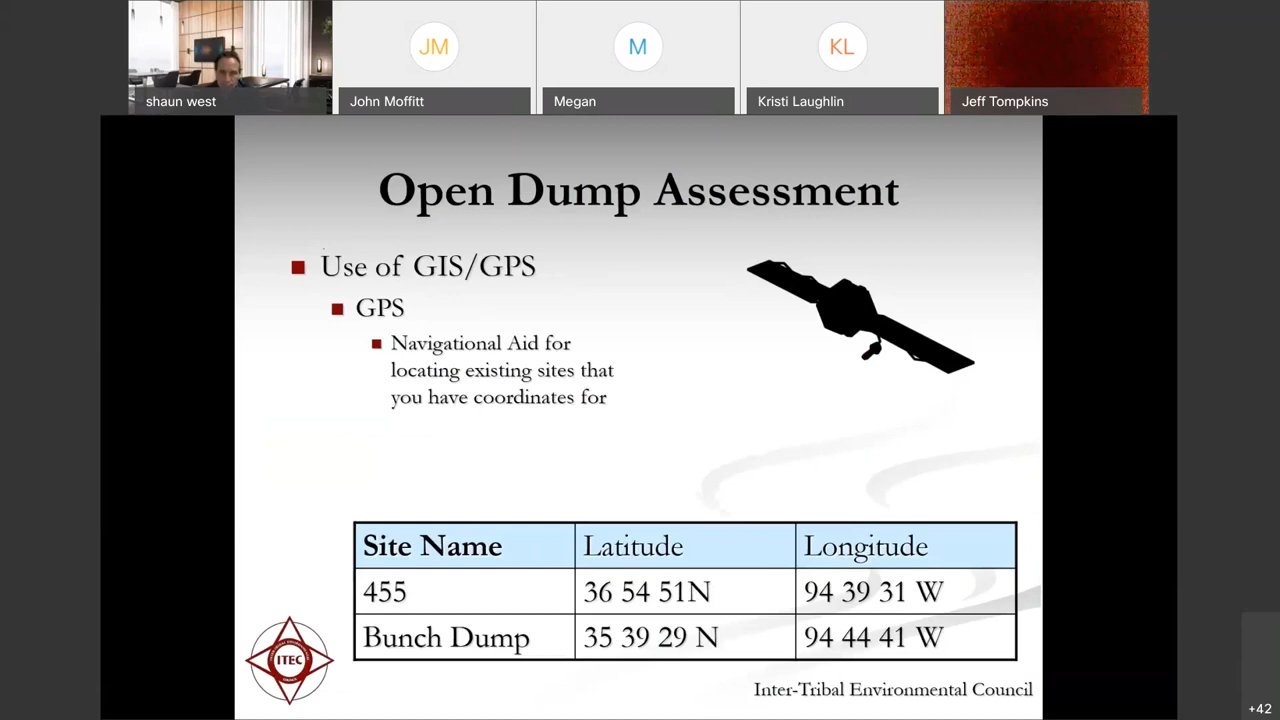 JM
M
KL
shaun west
John Moffitt
Megan
Kristi Laughlin
Jeff Tompkins
Open Dump Assessment
Use of GIS/GPS
GPS
Navigational Aid for
locating existing sites that
you have coordinates for
Site Name Latitude Longitude
455 36 54 51N 94 39 31 W
Bunch Dump 35 39 29 N 94 44 41 W
ITEC
Inter-Tribal Environmental Council
+42